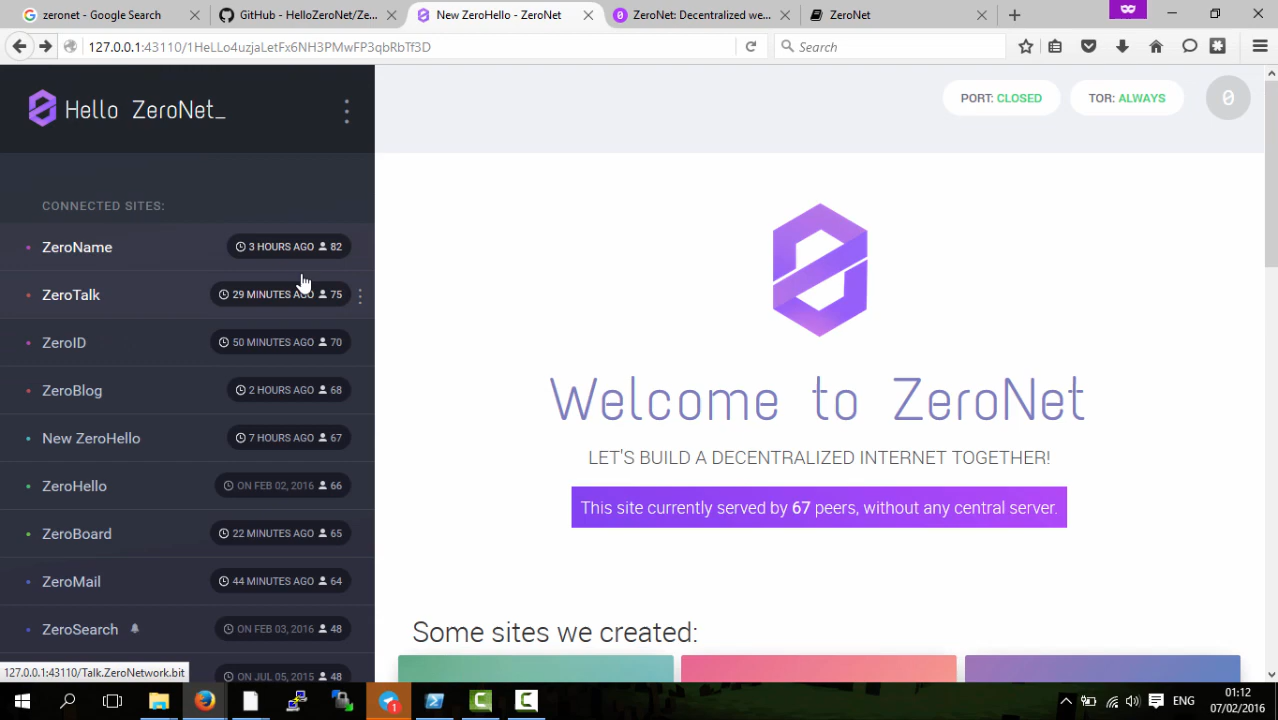 zeronet - Google Search
GitHub - HelloZeroNet/Ze...
New ZeroHello - ZeroNet
ZeroNet: Decentralized we...
ZeroNet
127.0.0.1:43110/1HeLLo4uzjaLetFx6NH3PMwFP3qbRbTf3D
Search
Hello ZeroNet_
PORT: CLOSED
TOR: ALWAYS
0
CONNECTED SITES:
ZeroName 3 HOURS AGO 82
ZeroTalk 29 MINUTES AGO 75
ZeroID 50 MINUTES AGO 70
ZeroBlog 2 HOURS AGO 68
New ZeroHello 7 HOURS AGO 67
ZeroHello ON FEB 02, 2016 66
ZeroBoard 22 MINUTES AGO 65
ZeroMail 44 MINUTES AGO 64
ZeroSearch ON FEB 03, 2016 48
ON JUL 05, 2015 48
127.0.0.1:43110/Talk.ZeroNetwork.bit
Welcome to ZeroNet
LET'S BUILD A DECENTRALIZED INTERNET TOGETHER!
This site currently served by 67 peers, without any central server.
Some sites we created:
1
ENG
01:12
07/02/2016